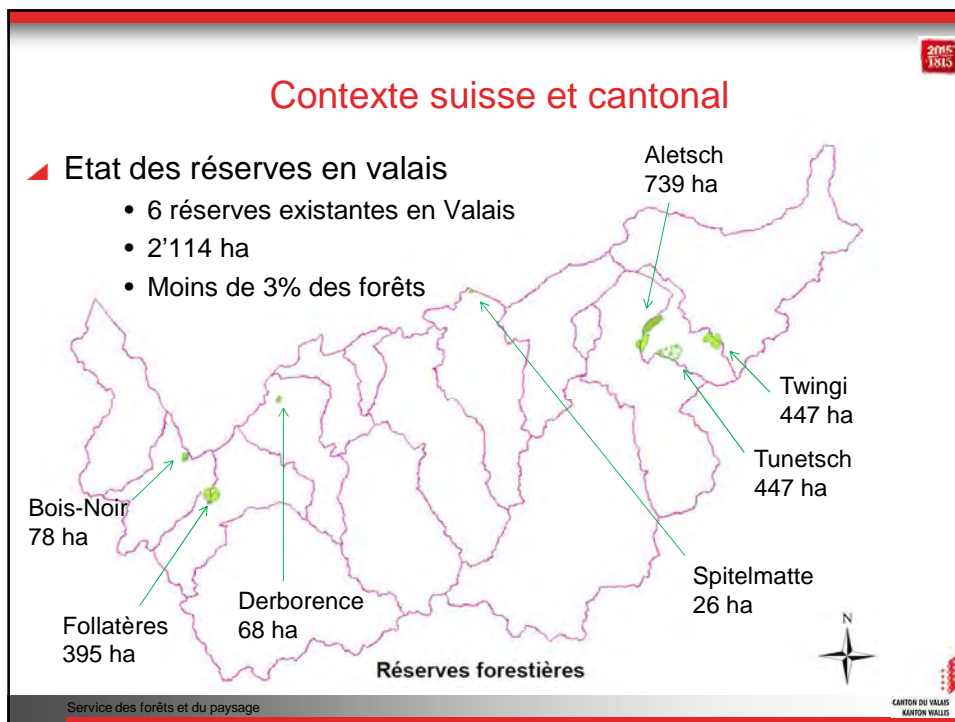 2015
1815
Contexte suisse et cantonal
Etat des réserves en valais
• 6 réserves existantes en Valais
• 2’114 ha
• Moins de 3% des forêts
Aletsch
739 ha
Twingi
447 ha
Tunetsch
447 ha
Bois-Noir
78 ha
Follatères
395 ha
Derborence
68 ha
Spitelmatte
26 ha
N
Réserves forestières
Service des forêts et du paysage
CANTON DU VALAIS
KANTON WALLIS